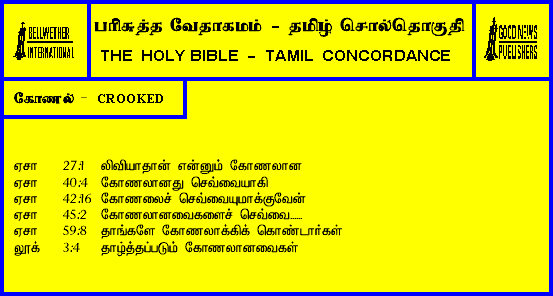 BELLWETHER
INTERNATIONAL
பரிசுத்த வேதாகமம் - தமிழ் சொல்தொகுதி
THE HOLY BIBLE - TAMIL CONCORDANCE
GOOD NEWS
PUBLISHERS
கோணல் - CROOKED
ஏசா 27:1 லிவியாதான் என்னும் கோணலான
ஏசா 40:4 கோணலானது செவ்வையாகி
ஏசா 42:16 கோணலைச் செவ்வையுமாக்குவேன்
ஏசா 45:2 கோணலானவைகளைச் செவ்வை......
ஏசா 59:8 தாங்களே கோணலாக்கிக் கொண்டார்கள்
லூக் 3:4 தாழ்த்தப்படும் கோணலானவைகள்